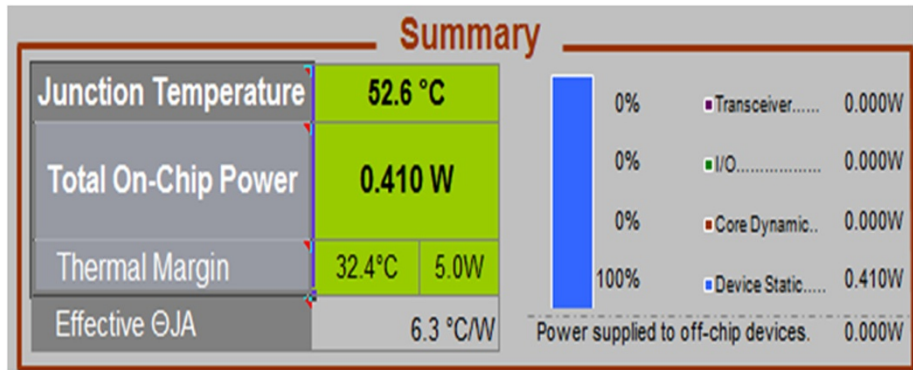 Summary
Junction Temperature 52.6 °C
Total On-Chip Power 0.410 W
Thermal Margin 32.4°C 5.0W
Effective ΘJA 6.3 °C/W
0% Transceiver...... 0.000W
0% I/O.................. 0.000W
0% Core Dynamic.. 0.000W
100% Device Static..... 0.410W
Power supplied to off-chip devices. 0.000W